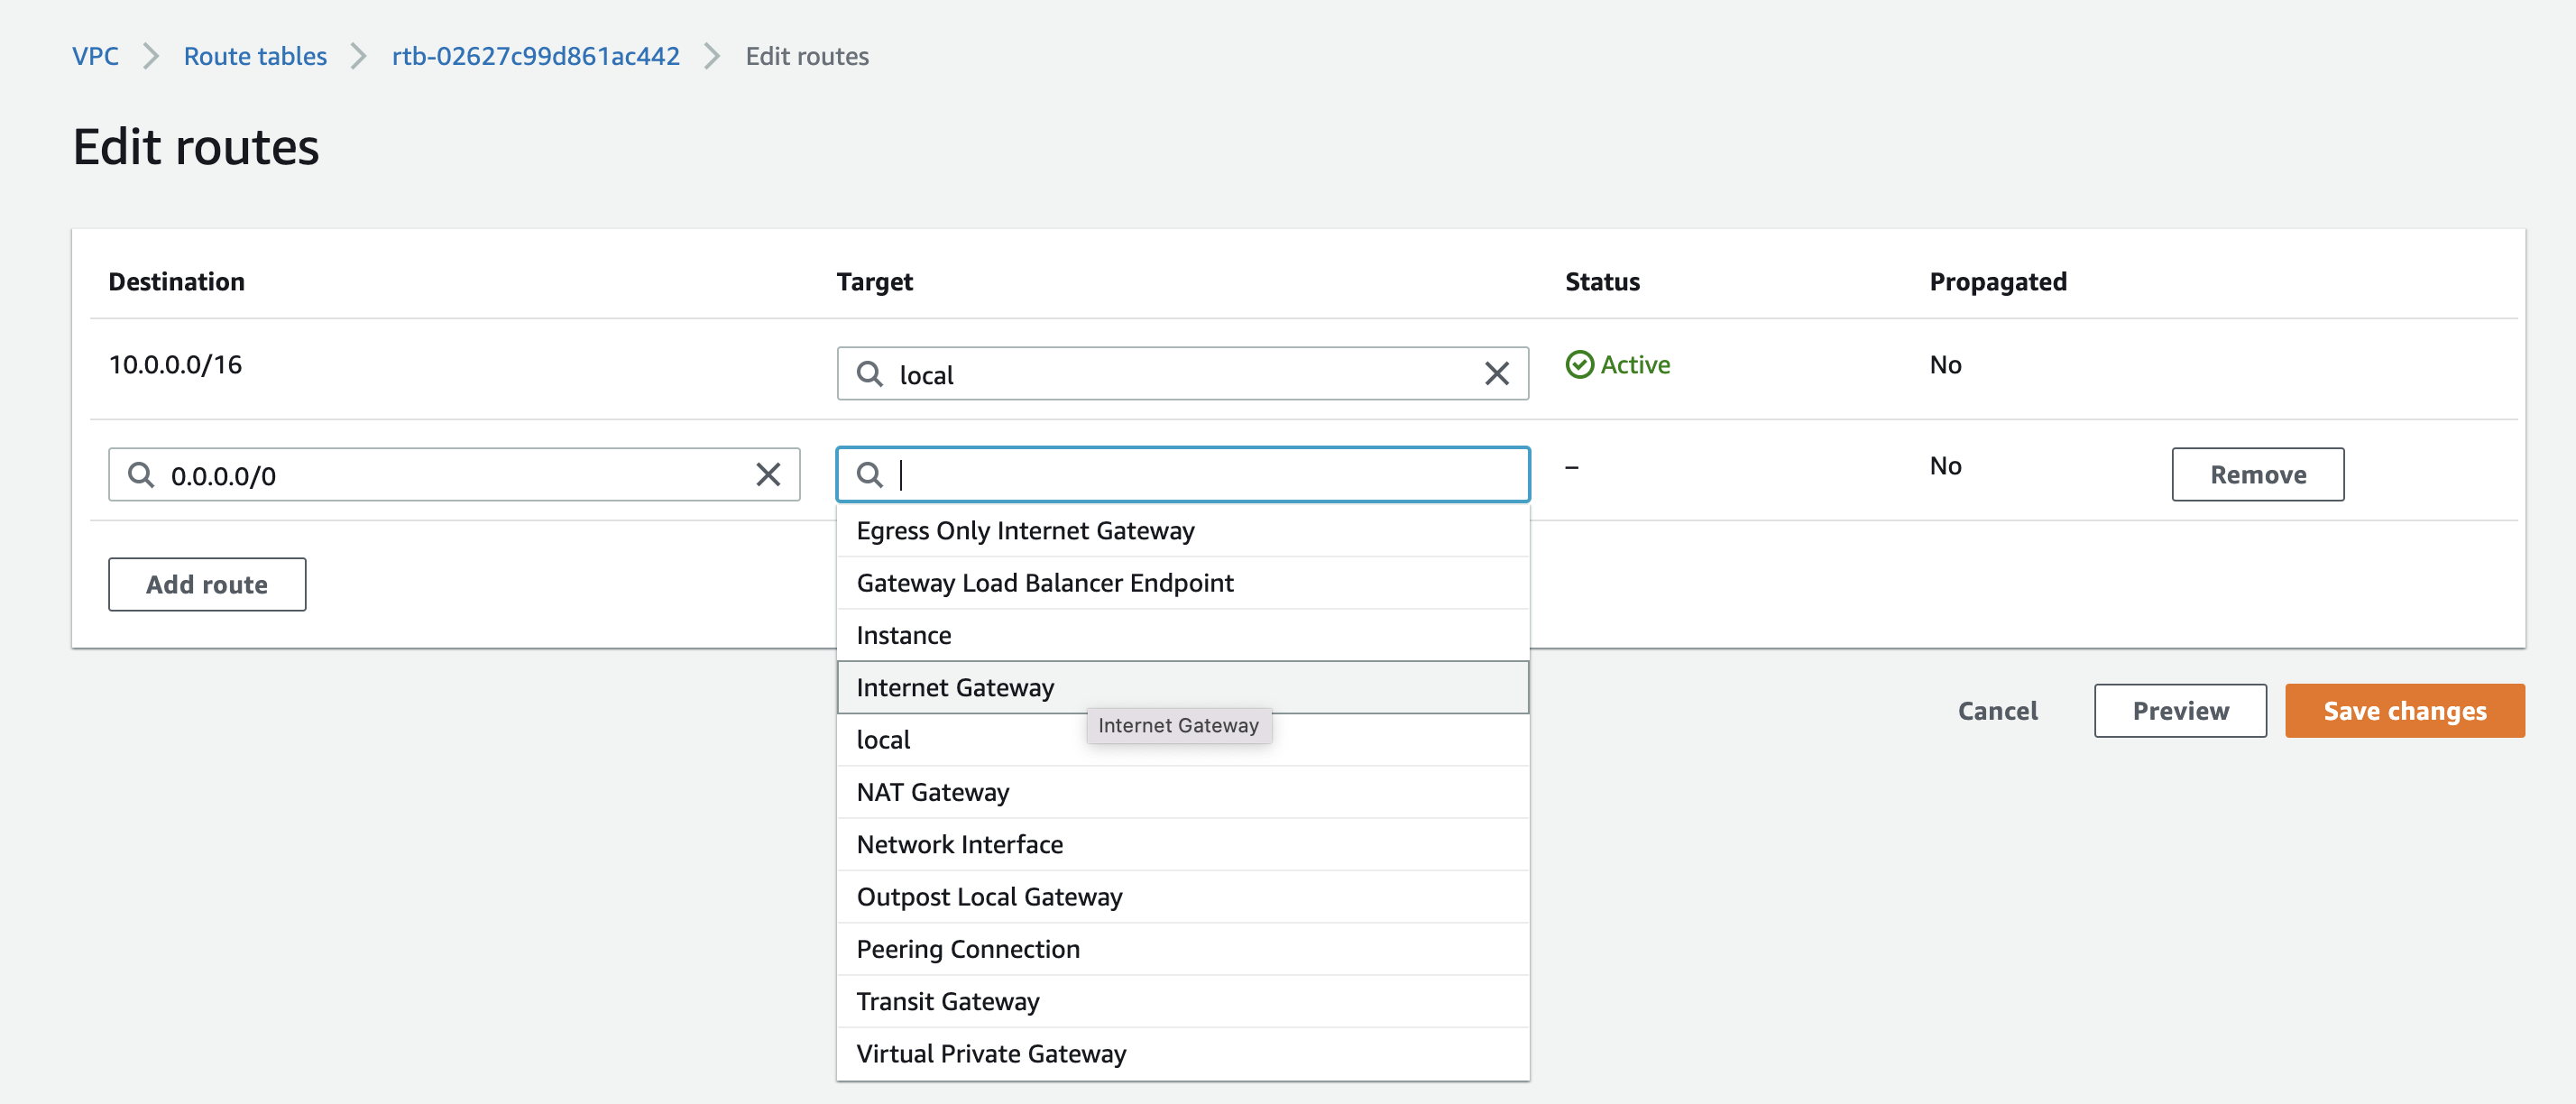 VPC > Route tables > rtb-02627c99d861ac442 > Edit routes
Edit routes
Destination Target Status Propagated
10.0.0.0/16 local Active No
0.0.0.0/0 – No Remove
Egress Only Internet Gateway
Add route
Gateway Load Balancer Endpoint
Instance
Internet Gateway
Internet Gateway
local
Cancel Preview Save changes
NAT Gateway
Network Interface
Outpost Local Gateway
Peering Connection
Transit Gateway
Virtual Private Gateway